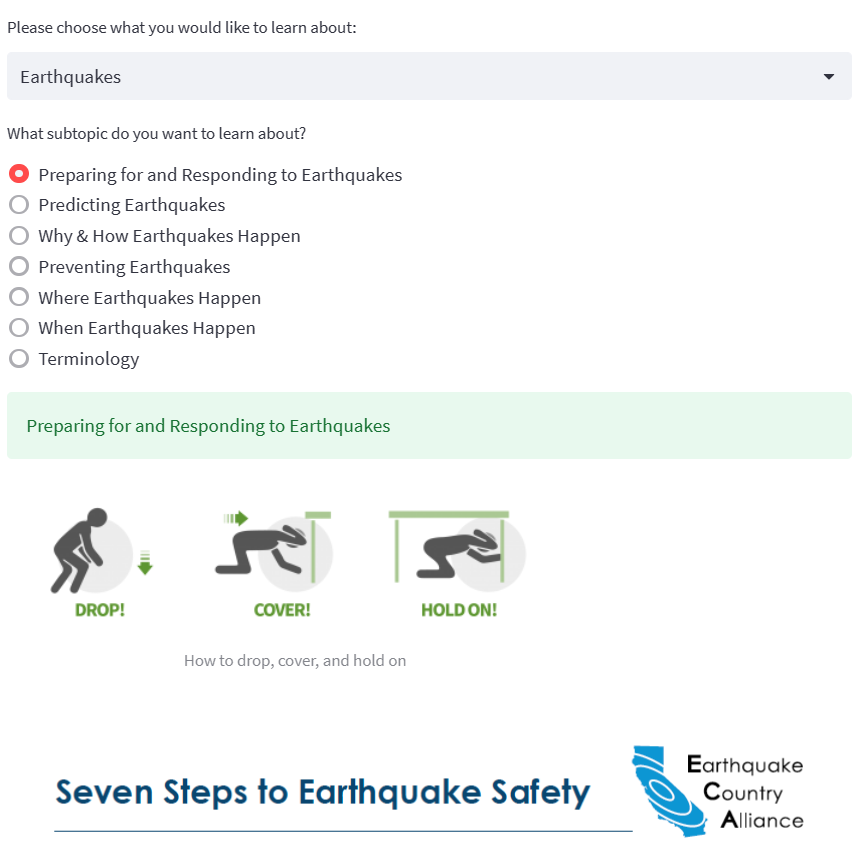 Please choose what you would like to learn about:
Earthquakes
What subtopic do you want to learn about?
Preparing for and Responding to Earthquakes
Predicting Earthquakes
Why & How Earthquakes Happen
Preventing Earthquakes
Where Earthquakes Happen
When Earthquakes Happen
Terminology
Preparing for and Responding to Earthquakes
DROP! COVER! HOLD ON!
How to drop, cover, and hold on
Seven Steps to Earthquake Safety
Earthquake
Country
Alliance